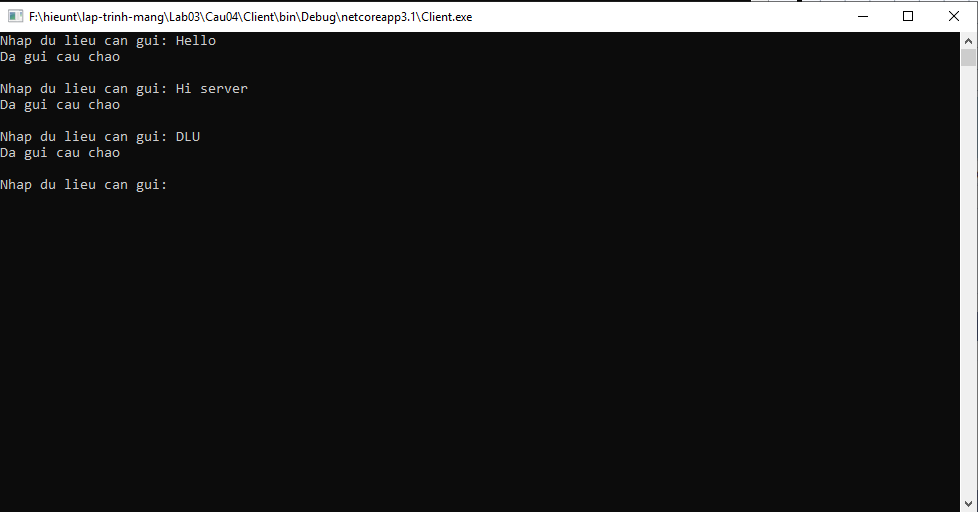 F:\hieunt\lap-trinh-mang\Lab03\Cau04\Client\bin\Debug\netcoreapp3.1\Client.exe
Nhap du lieu can gui: Hello
Da gui cau chao
Nhap du lieu can gui: Hi server
Da gui cau chao
Nhap du lieu can gui: DLU
Da gui cau chao
Nhap du lieu can gui: